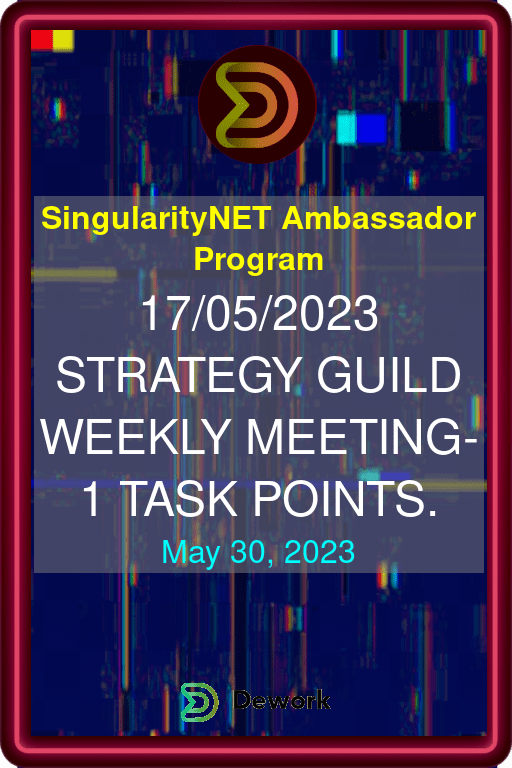 SingularityNET Ambassador
Program
17/05/2023
STRATEGY GUILD
WEEKLY MEETING-
1 TASK POINTS.
May 30, 2023
Dework